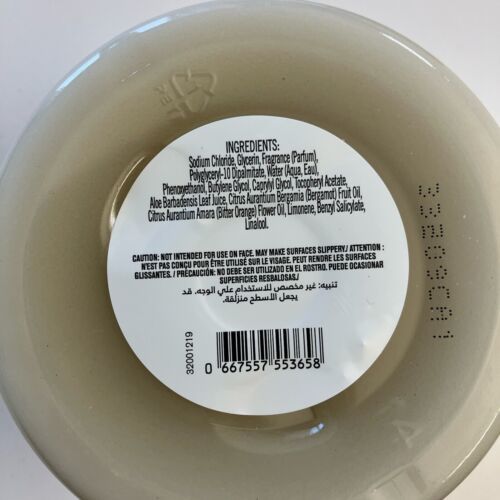 INGREDIENTS:
Sodium Chloride, Glycerin, Fragrance (Parfum),
Polyglyceryl-10 Dipalmitate, Water (Aqua, Eau),
Phenoxyethanol, Butylene Glycol, Caprylyl Glycol, Tocopheryl Acetate,
Aloe Barbadensis Leaf Juice, Citrus Aurantium Bergamia (Bergamot) Fruit Oil,
Citrus Aurantium Amara (Bitter Orange) Flower Oil, Limonene, Benzyl Salicylate,
Linalool.
CAUTION: NOT INTENDED FOR USE ON FACE. MAY MAKE SURFACES SLIPPERY./ ATTENTION :
N'EST PAS CONÇU POUR ÊTRE UTILISÉ SUR LE VISAGE. PEUT RENDRE LES SURFACES
GLISSANTES. / PRECAUCIÓN: NO DEBE SER UTILIZADO EN EL ROSTRO. PUEDE OCASIONAR
SUPERFICIES RESBALOSAS./
تنبيه: غير مخصص للاستخدام علي الوجه. قد
يجعل الأسطح منزلقة.
32001219
0 667557 553658